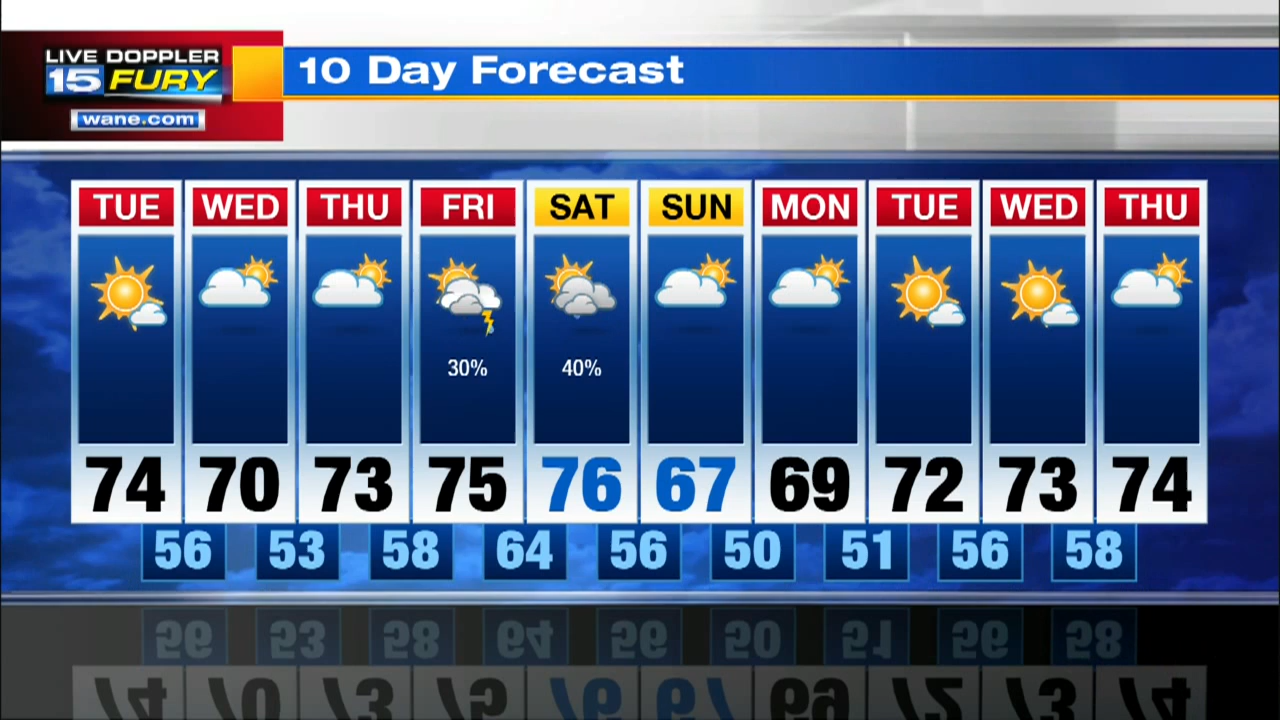 LIVE DOPPLER
15 FURY
wane.com
10 Day Forecast
TUE WED THU FRI SAT SUN MON TUE WED THU
30% 40%
74 70 73 75 76 67 69 72 73 74
56 53 58 64 56 50 51 56 58